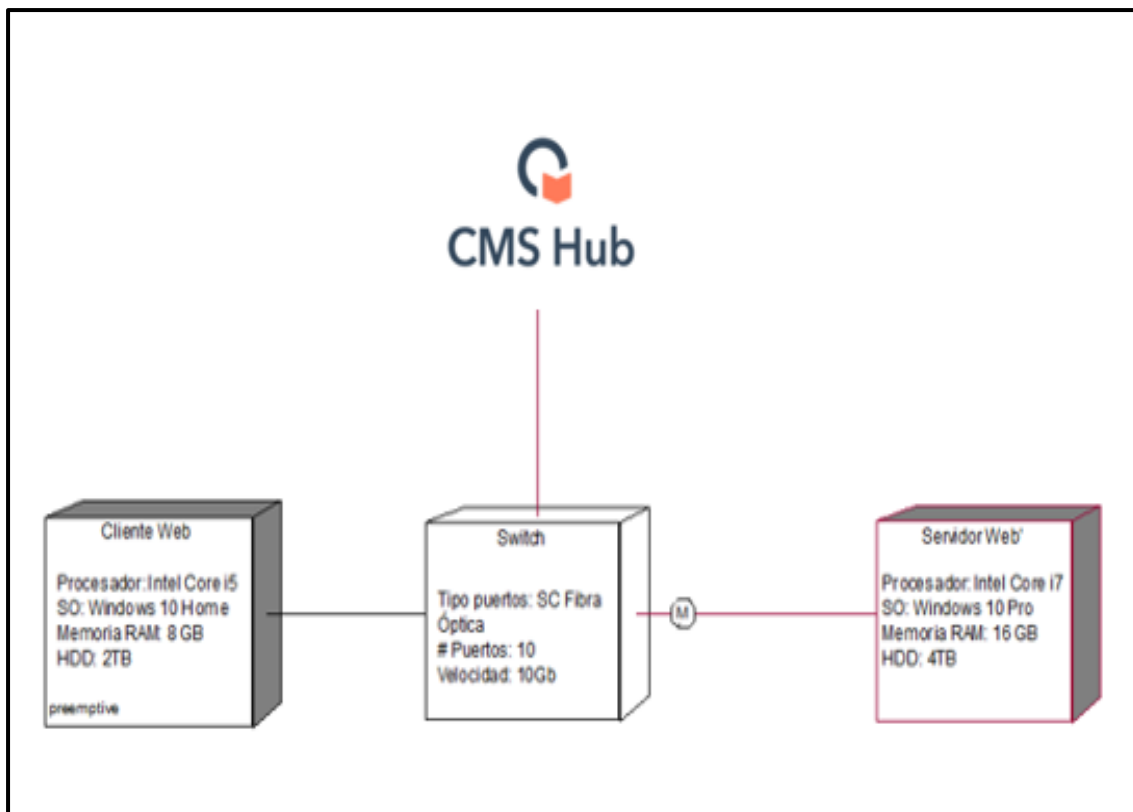 CMS Hub
Cliente Web
Procesador: Intel Core i5
SO: Windows 10 Home
Memoria RAM: 8 GB
HDD: 2TB
preemptive
Switch
Tipo puertos: SC Fibra
Óptica
# Puertos: 10
Velocidad: 10Gb
M
Servidor Web'
Procesador: Intel Core i7
SO: Windows 10 Pro
Memoria RAM: 16 GB
HDD: 4TB